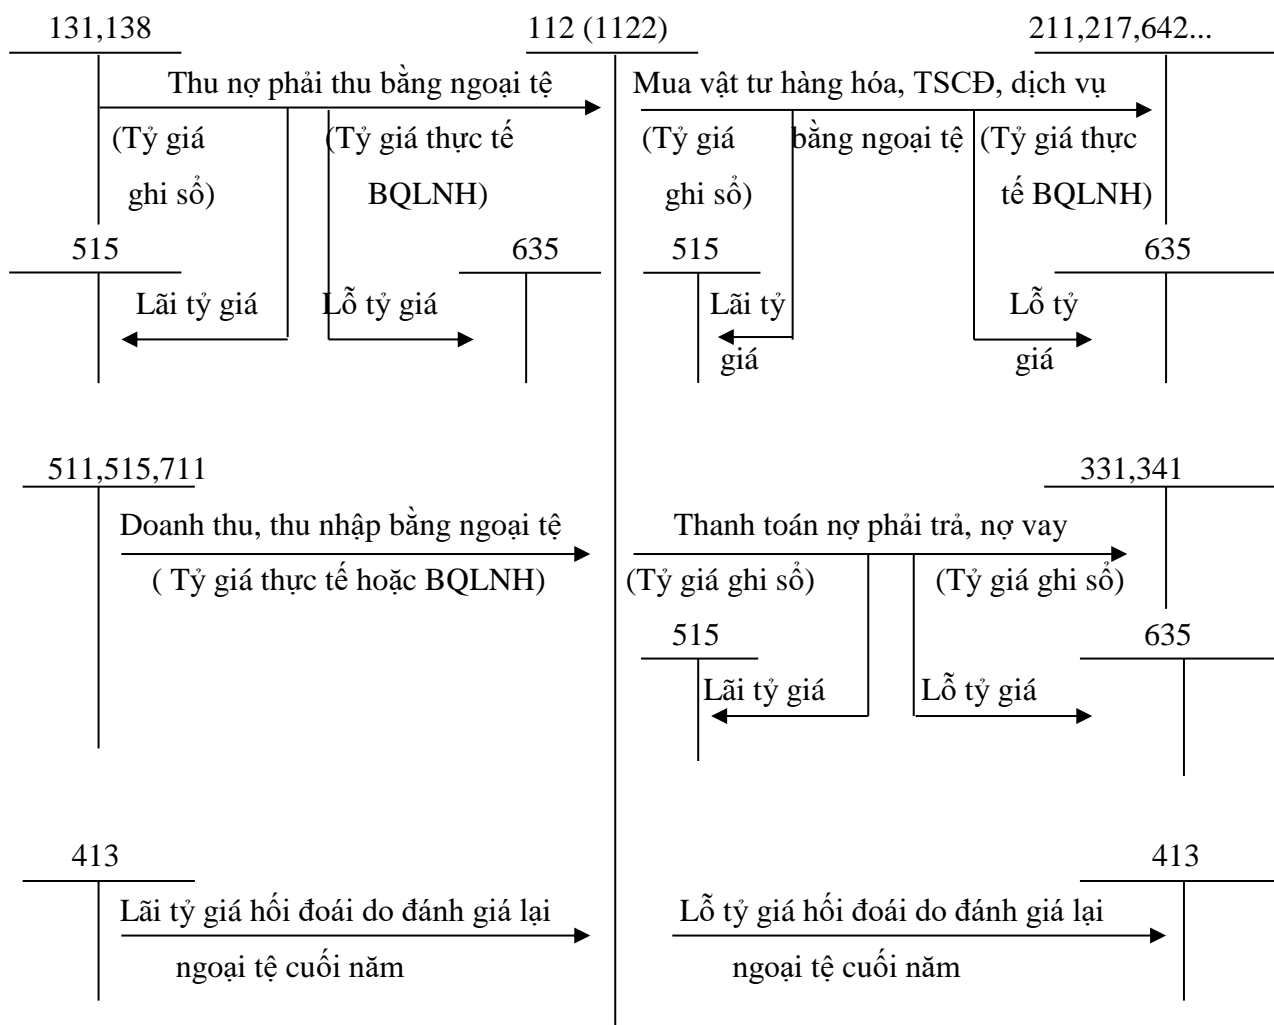 131,138
112 (1122)
211,217,642...
Thu nợ phải thu bằng ngoại tệ
Mua vật tư hàng hóa, TSCĐ, dịch vụ
(Tỷ giá
(Tỷ giá thực tế
(Tỷ giá
bằng ngoại tệ
(Tỷ giá thực
ghi sổ)
BQLNH)
ghi sổ)
tế BQLNH)
515
635
515
635
Lãi tỷ giá
Lỗ tỷ giá
Lãi tỷ
Lỗ tỷ
giá
giá
511,515,711
331,341
Doanh thu, thu nhập bằng ngoại tệ
Thanh toán nợ phải trả, nợ vay
( Tỷ giá thực tế hoặc BQLNH)
(Tỷ giá ghi sổ)
(Tỷ giá ghi sổ)
515
635
Lãi tỷ giá
Lỗ tỷ giá
413
413
Lãi tỷ giá hối đoái do đánh giá lại
Lỗ tỷ giá hối đoái do đánh giá lại
ngoại tệ cuối năm
ngoại tệ cuối năm